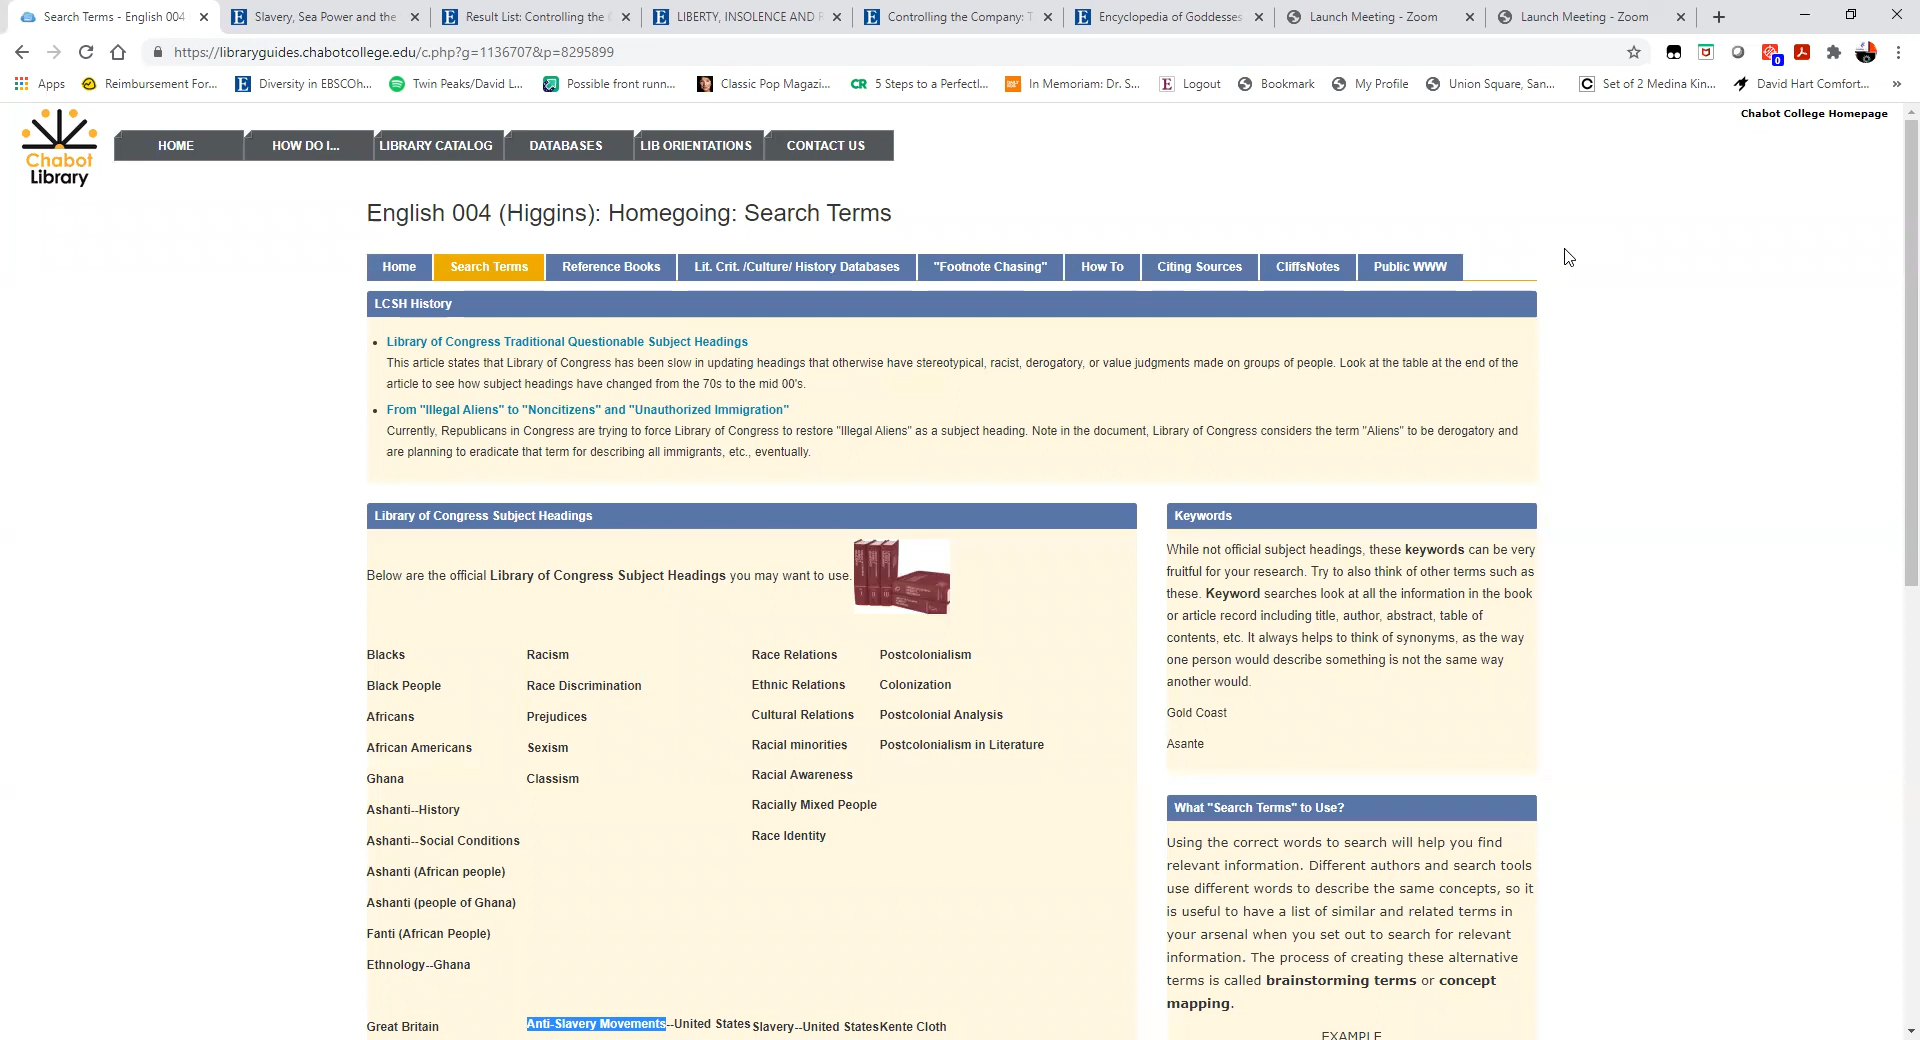 Search Terms - English 004
Slavery, Sea Power and the
Result List: Controlling the
LIBERTY, INSOLENCE AND
Controlling the Company: T
Encyclopedia of Goddesses
Launch Meeting - Zoom
Launch Meeting - Zoom
https://libraryguides.chabotcollege.edu/c.php?g=1136707&p=8295899
0
Apps
Reimbursement For...
Diversity in EBSCOh...
Twin Peaks/David L...
Possible front runn...
Classic Pop Magazi...
CR 5 Steps to a Perfectl...
In Memoriam: Dr. S...
Logout
Bookmark
My Profile
Union Square, San...
Set of 2 Medina Kin...
David Hart Comfort...
»
Chabot College Homepage
Chabot
Library
HOME
HOW DO I...
LIBRARY CATALOG
DATABASES
LIB ORIENTATIONS
CONTACT US
English 004 (Higgins): Homegoing: Search Terms
Home
Search Terms
Reference Books
Lit. Crit. /Culture/ History Databases
"Footnote Chasing"
How To
Citing Sources
CliffsNotes
Public WWW
LCSH History
• Library of Congress Traditional Questionable Subject Headings
This article states that Library of Congress has been slow in updating headings that otherwise have stereotypical, racist, derogatory, or value judgments made on groups of people. Look at the table at the end of the
article to see how subject headings have changed from the 70s to the mid 00's.
• From "Illegal Aliens" to "Noncitizens" and "Unauthorized Immigration"
Currently, Republicans in Congress are trying to force Library of Congress to restore "Illegal Aliens" as a subject heading. Note in the document, Library of Congress considers the term "Aliens" to be derogatory and
are planning to eradicate that term for describing all immigrants, etc., eventually.
Library of Congress Subject Headings
Below are the official Library of Congress Subject Headings you may want to use.
Blacks
Black People
Africans
African Americans
Ghana
Ashanti--History
Ashanti--Social Conditions
Ashanti (African people)
Ashanti (people of Ghana)
Fanti (African People)
Ethnology--Ghana
Racism
Race Discrimination
Prejudices
Sexism
Classism
Race Relations
Ethnic Relations
Cultural Relations
Racial minorities
Racial Awareness
Racially Mixed People
Race Identity
Postcolonialism
Colonization
Postcolonial Analysis
Postcolonialism in Literature
Great Britain
Anti-Slavery Movements--United States
Slavery--United States
Kente Cloth
Keywords
While not official subject headings, these keywords can be very
fruitful for your research. Try to also think of other terms such as
these. Keyword searches look at all the information in the book
or article record including title, author, abstract, table of
contents, etc. It always helps to think of synonyms, as the way
one person would describe something is not the same way
another would.
Gold Coast
Asante
What "Search Terms" to Use?
Using the correct words to search will help you find
relevant information. Different authors and search tools
use different words to describe the same concepts, so it
is useful to have a list of similar and related terms in
your arsenal when you set out to search for relevant
information. The process of creating these alternative
terms is called brainstorming terms or concept
mapping.
EXAMPLE